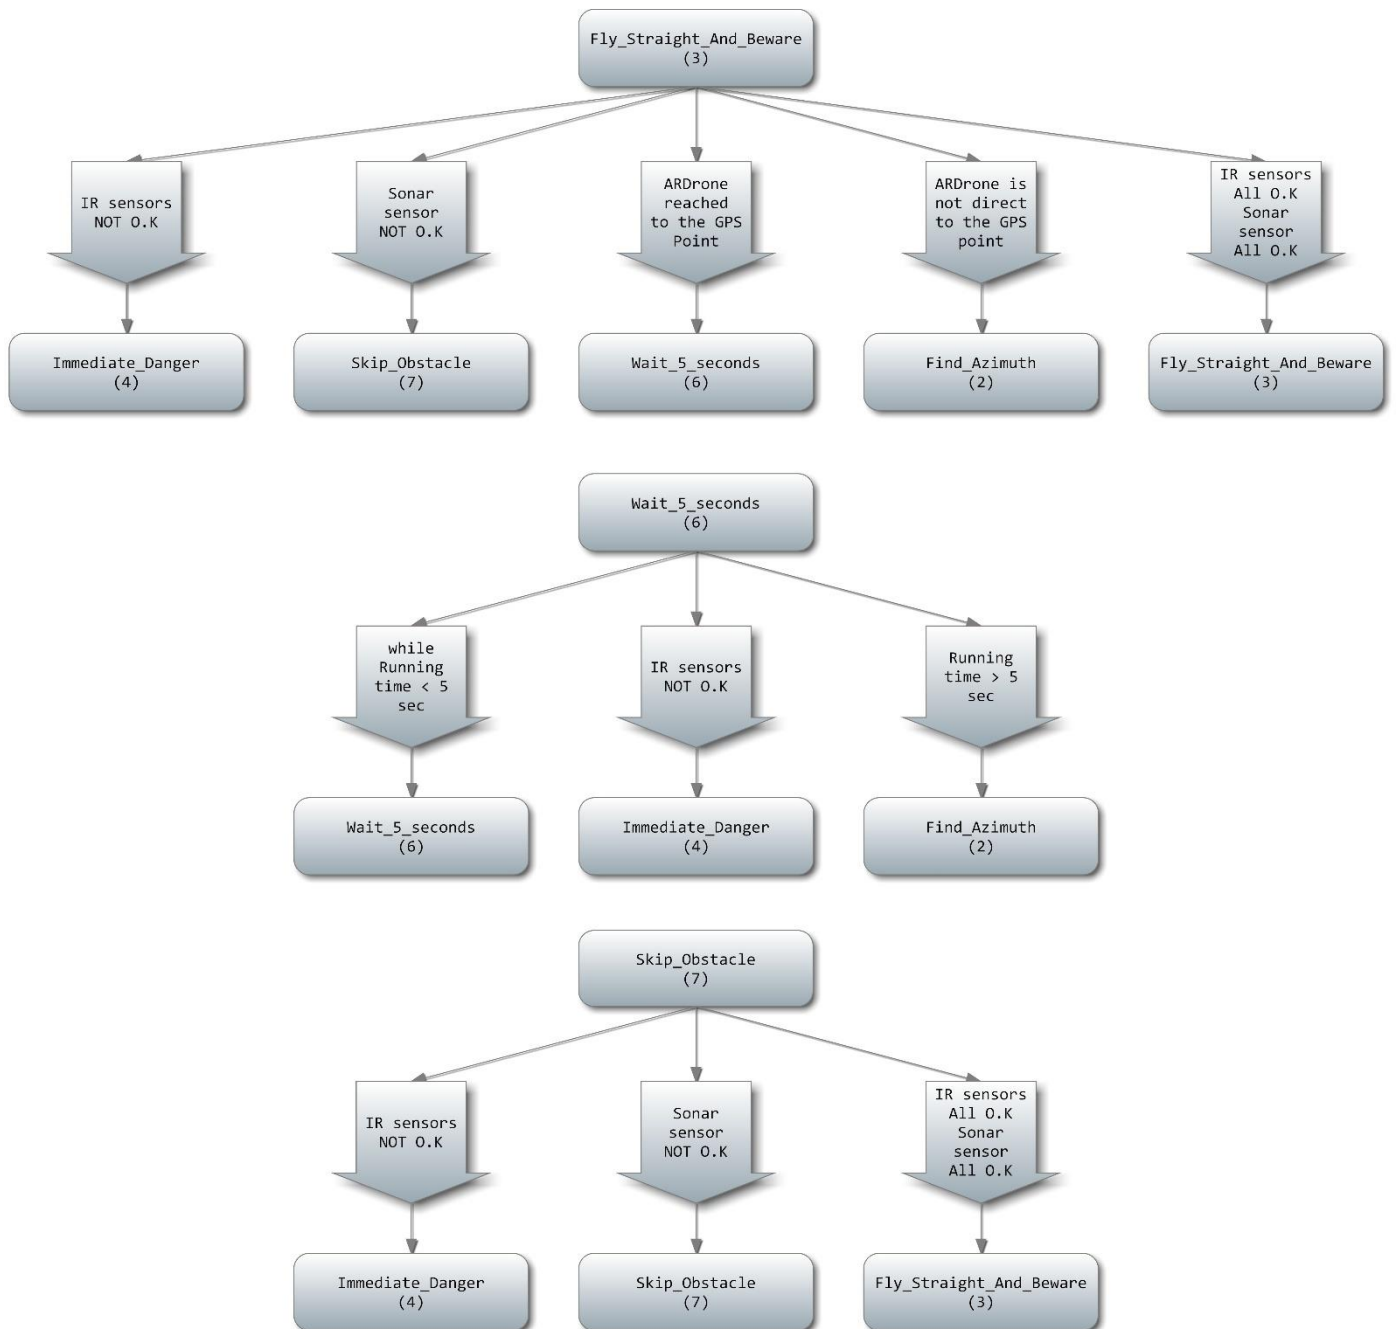 Fly_Straight_And_Beware
(3)
IR sensors
NOT O.K
Sonar
sensor
NOT O.K
ARDrone
reached
to the GPS
Point
ARDrone is
not direct
to the GPS
point
IR sensors
All O.K
Sonar
sensor
All O.K
Immediate_Danger
(4)
Skip_Obstacle
(7)
Wait_5_seconds
(6)
Find_Azimuth
(2)
Fly_Straight_And_Beware
(3)
Wait_5_seconds
(6)
while
Running
time < 5
sec
IR sensors
NOT O.K
Running
time > 5
sec
Wait_5_seconds
(6)
Immediate_Danger
(4)
Find_Azimuth
(2)
Skip_Obstacle
(7)
IR sensors
NOT O.K
Sonar
sensor
NOT O.K
IR sensors
All O.K
Sonar
sensor
All O.K
Immediate_Danger
(4)
Skip_Obstacle
(7)
Fly_Straight_And_Beware
(3)